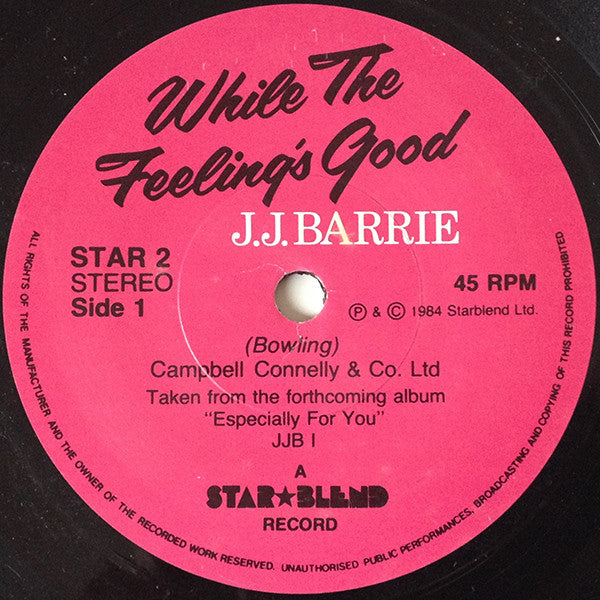 While The
Feeling's Good
J.J. BARRIE
STAR 2
STEREO
Side 1
45 RPM
Ⓟ & © 1984 Starblend Ltd.
(Bowling)
Campbell Connelly & Co. Ltd
Taken from the forthcoming album
"Especially For You"
JJB I
A
STAR★BLEND
RECORD
ALL RIGHTS OF THE MANUFACTURER AND THE OWNER OF THE RECORDED WORK RESERVED. UNAUTHORISED PUBLIC PERFORMANCES, BROADCASTING AND COPYING OF THIS RECORD PROHIBITED